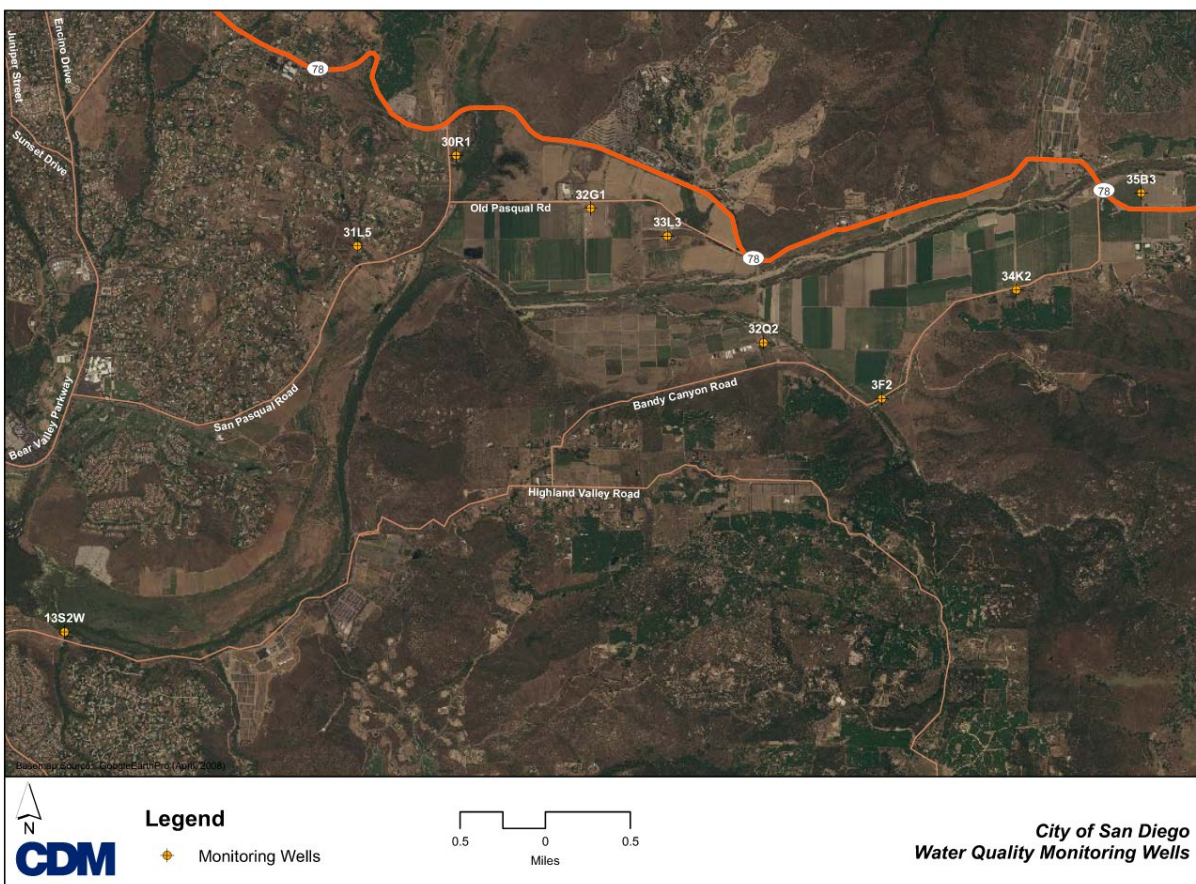 Juniper Street
Encino Drive
78
Sunset Drive
30R1
32G1
Old Pasqual Rd
33L3
31L5
78
78
35B3
34K2
32Q2
3F2
Bandy Canyon Road
San Pasqual Road
Bear Valley Parkway
Highland Valley Road
13S2W
Basemap Source: GoogleEarthPro (April, 2008)
N
CDM
Legend
Monitoring Wells
0.5 0 0.5
Miles
City of San Diego
Water Quality Monitoring Wells